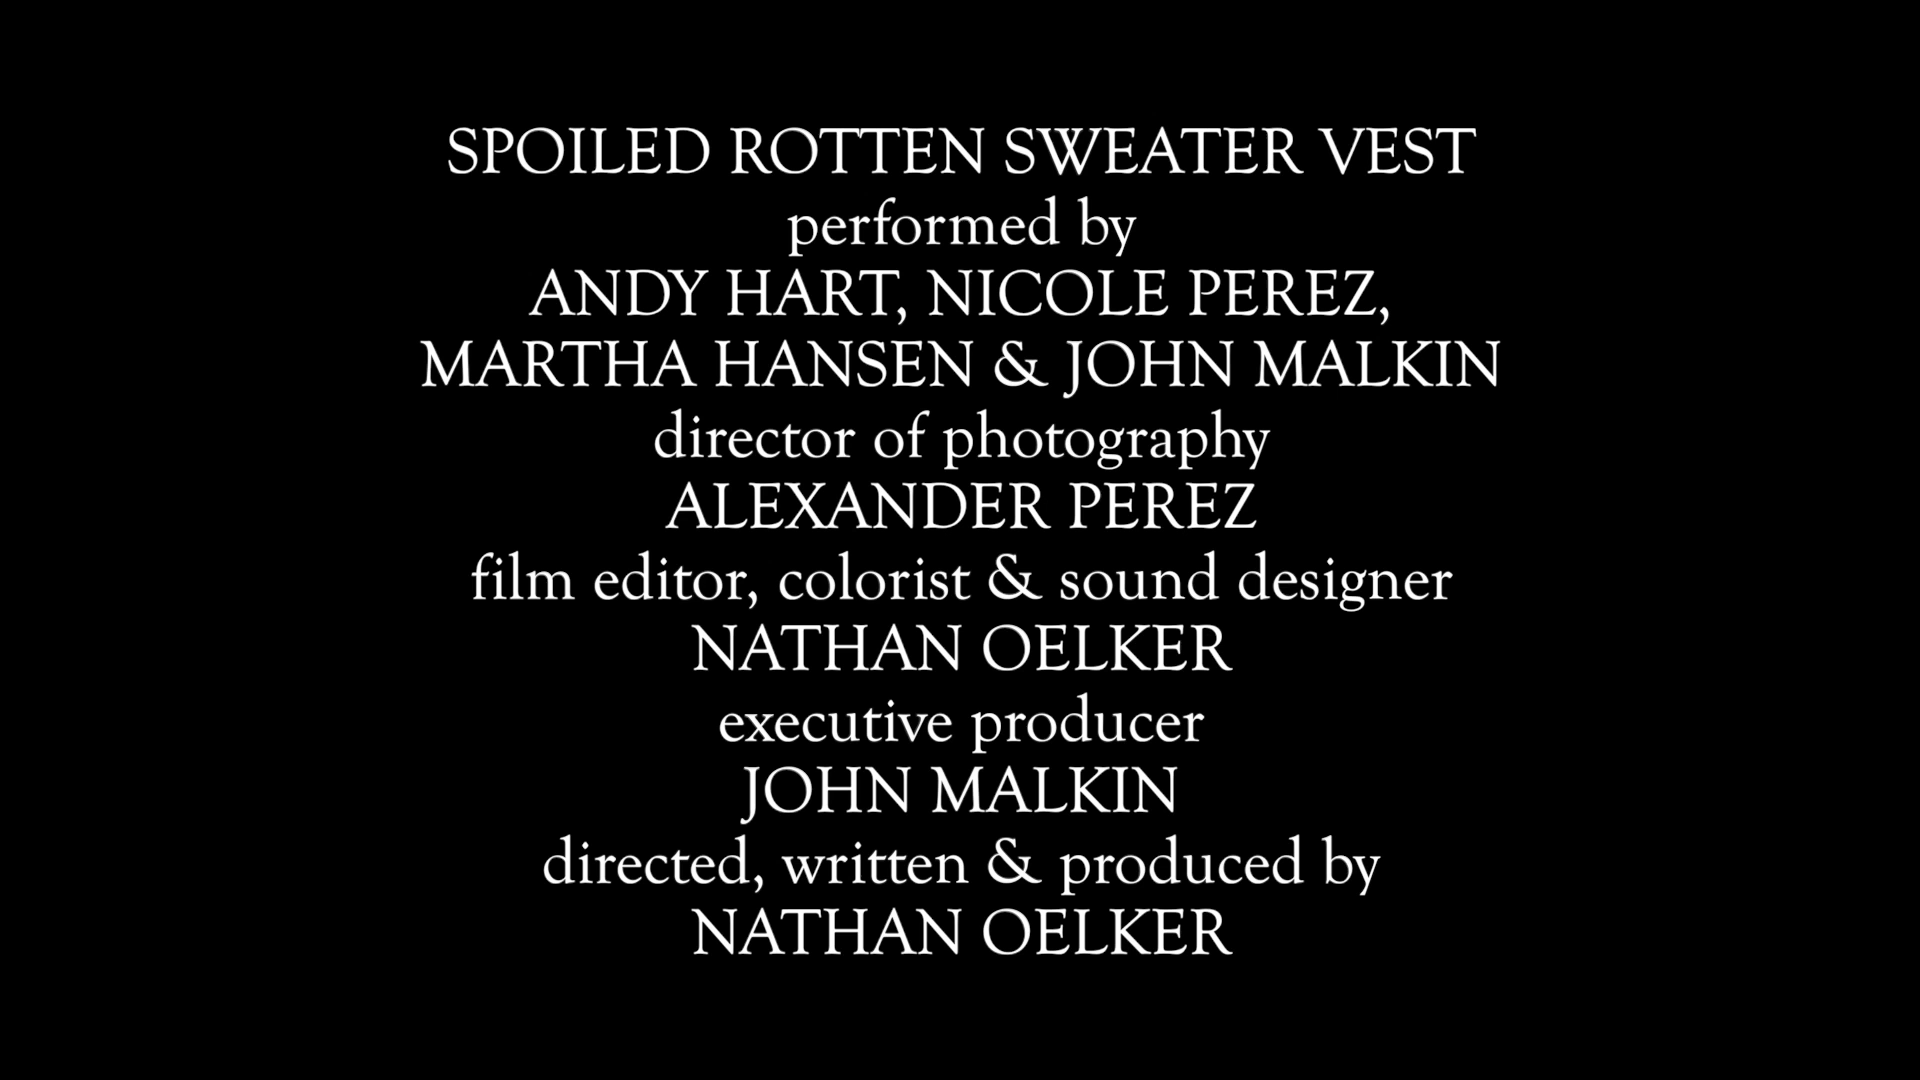 SPOILED ROTTEN SWEATER VEST
performed by
ANDY HART, NICOLE PEREZ,
MARTHA HANSEN & JOHN MALKIN
director of photography
ALEXANDER PEREZ
film editor, colorist & sound designer
NATHAN OELKER
executive producer
JOHN MALKIN
directed, written & produced by
NATHAN OELKER